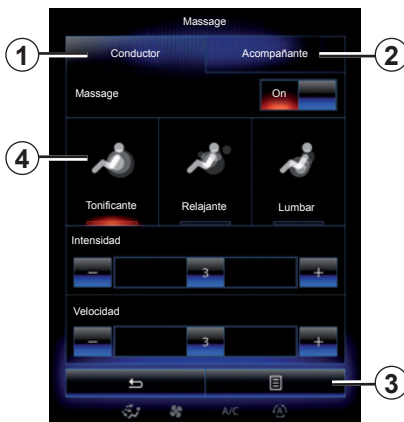 Massage
1 Conductor Acompañante 2
Massage On
4
Tonificante Relajante Lumbar
Intensidad
− 3 +
Velocidad
− 3 +
3
A/C A